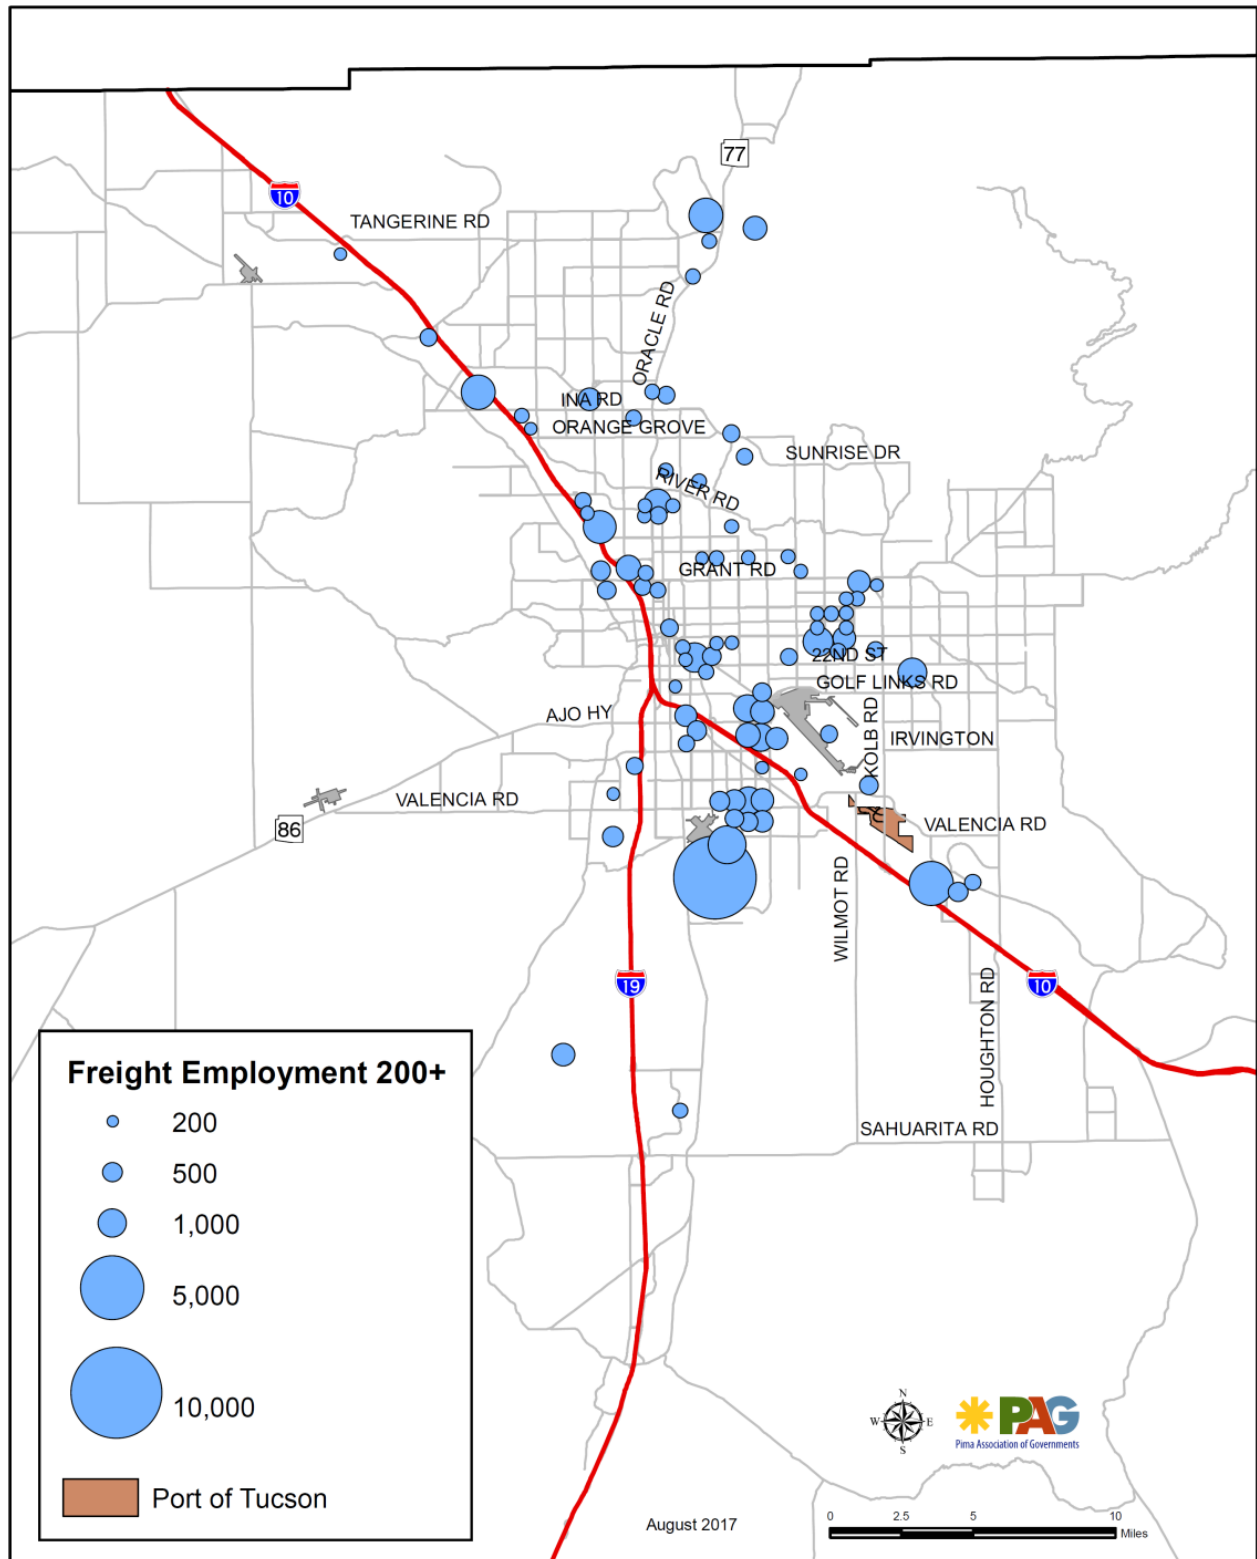 77
10
TANGERINE RD
ORACLE RD
INA RD
ORANGE GROVE
SUNRISE DR
RIVER RD
GRANT RD
22ND ST
GOLF LINKS RD
AJO HY
KOLB RD
IRVINGTON
VALENCIA RD
86
VALENCIA RD
WILMOT RD
19
10
HOUGHTON RD
SAHUARITA RD
Freight Employment 200+
200
500
1,000
5,000
10,000
Port of Tucson
N
W E
S
PAG
Pima Association of Governments
August 2017
0 2.5 5 10
Miles